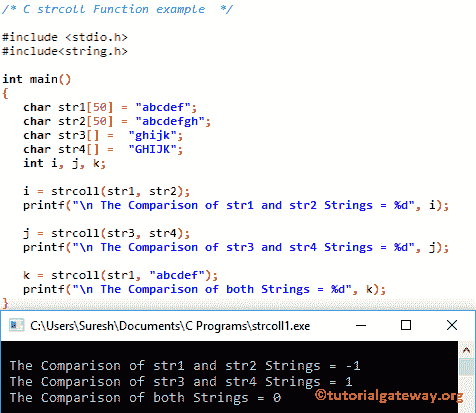 /* C strcoll Function example  */
#include <stdio.h>
#include<string.h>
int main()
{
   char str1[50] = "abcdef";
   char str2[50] = "abcdefgh";
   char str3[] =  "ghijk";
   char str4[] =  "GHIJK";
   int i, j, k;
   i = strcoll(str1, str2);
   printf("\n The Comparison of str1 and str2 Strings = %d", i);
   j = strcoll(str3, str4);
   printf("\n The Comparison of str3 and str4 Strings = %d", j);
   k = strcoll(str1, "abcdef");
   printf("\n The Comparison of both Strings = %d", k);
}
C:\Users\Suresh\Documents\C Programs\strcoll1.exe
The Comparison of str1 and str2 Strings = -1
The Comparison of str3 and str4 Strings = 1
The Comparison of both Strings = 0
©tutorialgateway.org